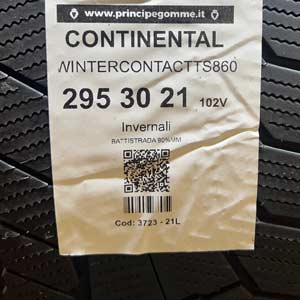 www.principegomme.it
CONTINENTAL
WINTERCONTACTTS860
295 30 21 102V
Invernali
BATTISTRADA 80%MM
Cod: 3723 - 21L